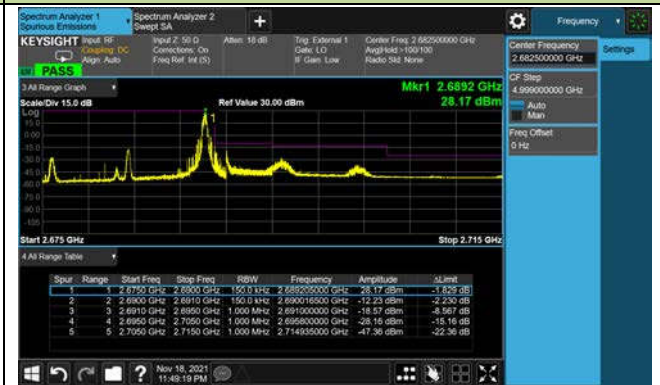 Spectrum Analyzer 1
Spurious Emissions
Spectrum Analyzer 2
Swept SA
+
Frequency
KEYSIGHT
Input: RF
Coupling: DC
Align: Auto
Input Z: 50 Ω
Corrections: On
Freq Ref: Int (S)
Atten: 18 dB
Trig: External 1
Gate: LO
IF Gain: Low
Center Freq: 2.682500000 GHz
Avg|Hold:>100/100
Radio Std: None
PASS
3 All Range Graph
Mkr1 2.6892 GHz
Scale/Div 15.0 dB
Ref Value 30.00 dBm
28.17 dBm
Log
15.0
0.00
-15.0
-30.0
-45.0
-60.0
-75.0
-90.0
-105
1
Start 2.675 GHz
Stop 2.715 GHz
4 All Range Table
Spur Range Start Freq Stop Freq RBW Frequency Amplitude ΔLimit
1 1 2.6750 GHz 2.6900 GHz 150.0 kHz 2.689205000 GHz 28.17 dBm -1.829 dB
2 2 2.6900 GHz 2.6910 GHz 150.0 kHz 2.690016500 GHz -12.23 dBm -2.230 dB
3 3 2.6910 GHz 2.6950 GHz 1.000 MHz 2.691000000 GHz -18.57 dBm -8.567 dB
4 4 2.6950 GHz 2.7050 GHz 1.000 MHz 2.695800000 GHz -28.16 dBm -15.16 dB
5 5 2.7050 GHz 2.7150 GHz 1.000 MHz 2.714935000 GHz -47.36 dBm -22.36 dB
Center Frequency
2.682500000 GHz
Settings
CF Step
4.999000000 GHz
Auto
Man
Freq Offset
0 Hz
?
Nov 18, 2021
11:49:19 PM